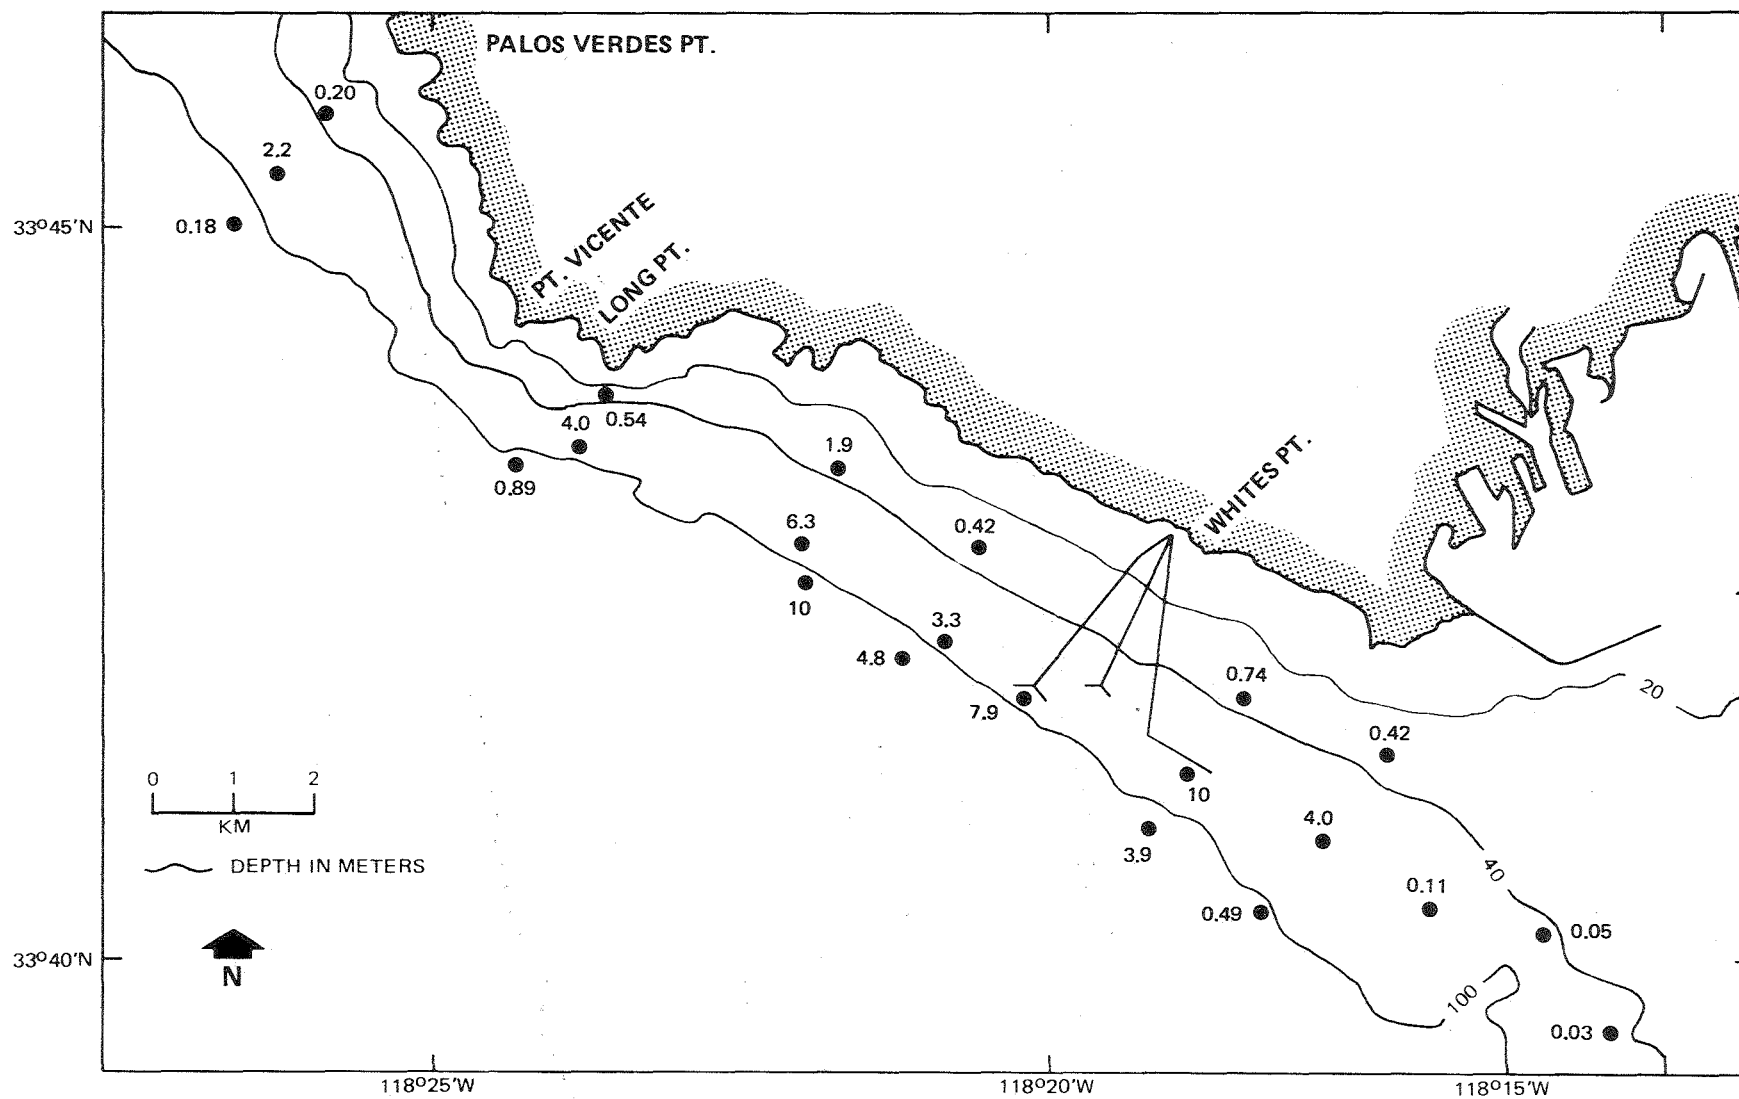 PALOS VERDES PT.
0.20
2.2
0.18
33°45'N
PT. VICENTE
LONG PT.
4.0
0.54
0.89
1.9
6.3
0.42
10
WHITES PT.
3.3
4.8
7.9
0.74
20
0.42
10
0 1 2
KM
4.0
3.9
DEPTH IN METERS
40
0.11
0.49
0.05
33°40'N
N
100
0.03
118°25'W
118°20'W
118°15'W